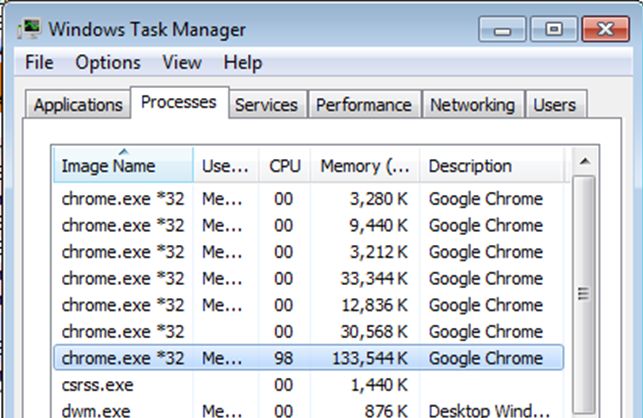 Windows Task Manager
File Options View Help
Applications Processes Services Performance Networking Users
Image Name Use... CPU Memory (... Description
chrome.exe *32 Me... 00 3,280 K Google Chrome
chrome.exe *32 Me... 00 9,440 K Google Chrome
chrome.exe *32 Me... 00 3,212 K Google Chrome
chrome.exe *32 Me... 00 33,344 K Google Chrome
chrome.exe *32 Me... 00 12,836 K Google Chrome
chrome.exe *32 00 30,568 K Google Chrome
chrome.exe *32 Me... 98 133,544 K Google Chrome
csrss.exe 00 1,440 K
dwm.exe Me... 00 876 K Desktop Wind...